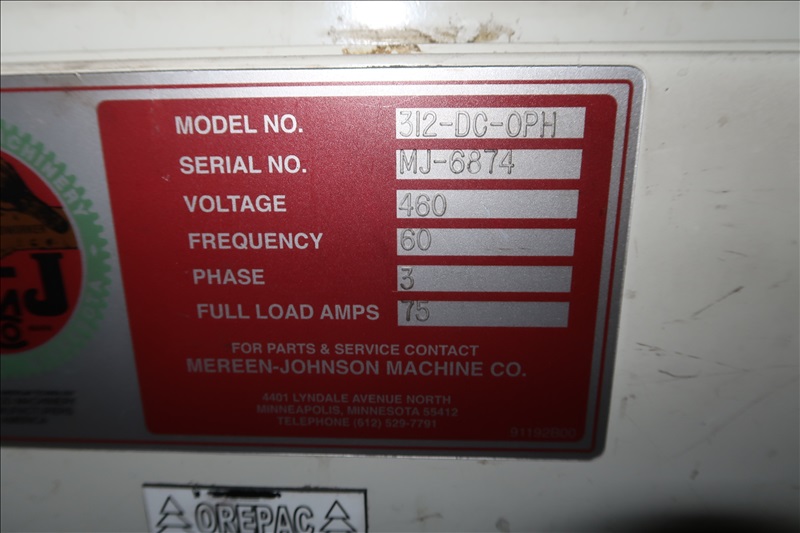 MODEL NO. 312-DC-OPH
SERIAL NO. MJ-6874
VOLTAGE 460
FREQUENCY 60
PHASE 3
FULL LOAD AMPS 75
FOR PARTS & SERVICE CONTACT
MEREEN-JOHNSON MACHINE CO.
4401 LYNDALE AVENUE NORTH
MINNEAPOLIS, MINNESOTA 55412
TELEPHONE (612) 529-7791
OREPAC